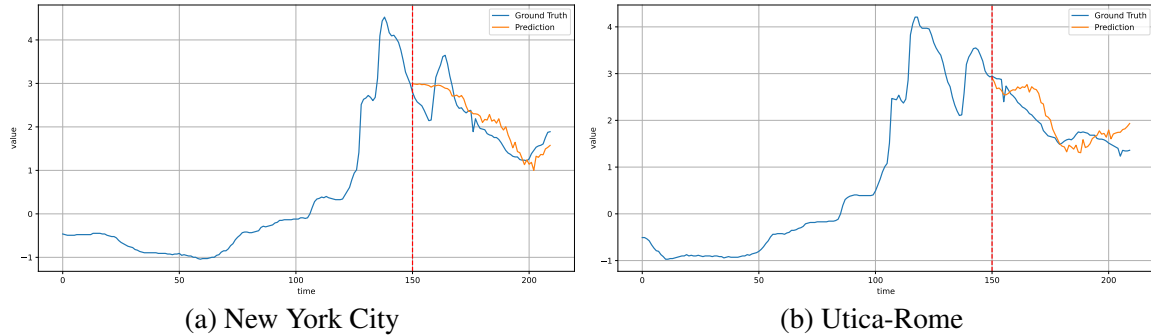 Ground Truth
Prediction
4
3
2
1
0
−1
value
0
50
100
150
200
time
(a) New York City
Ground Truth
Prediction
4
3
2
1
0
−1
value
0
50
100
150
200
time
(b) Utica-Rome